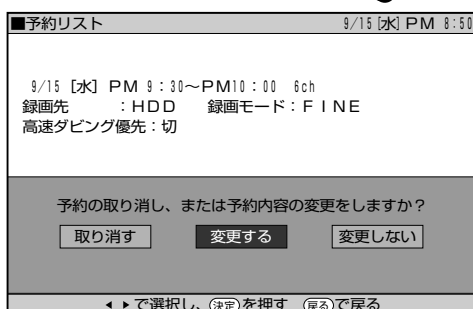 ■予約リスト 9/15 [水] PM 8:50
9/15 [水] PM 9:30～PM10:00 6ch
録画先 :HDD 録画モード:FINE
高速ダビング優先:切
予約の取り消し、または予約内容の変更をしますか?
取り消す 変更する 変更しない
◀ ▶ で選択し、決定を押す 戻るで戻る